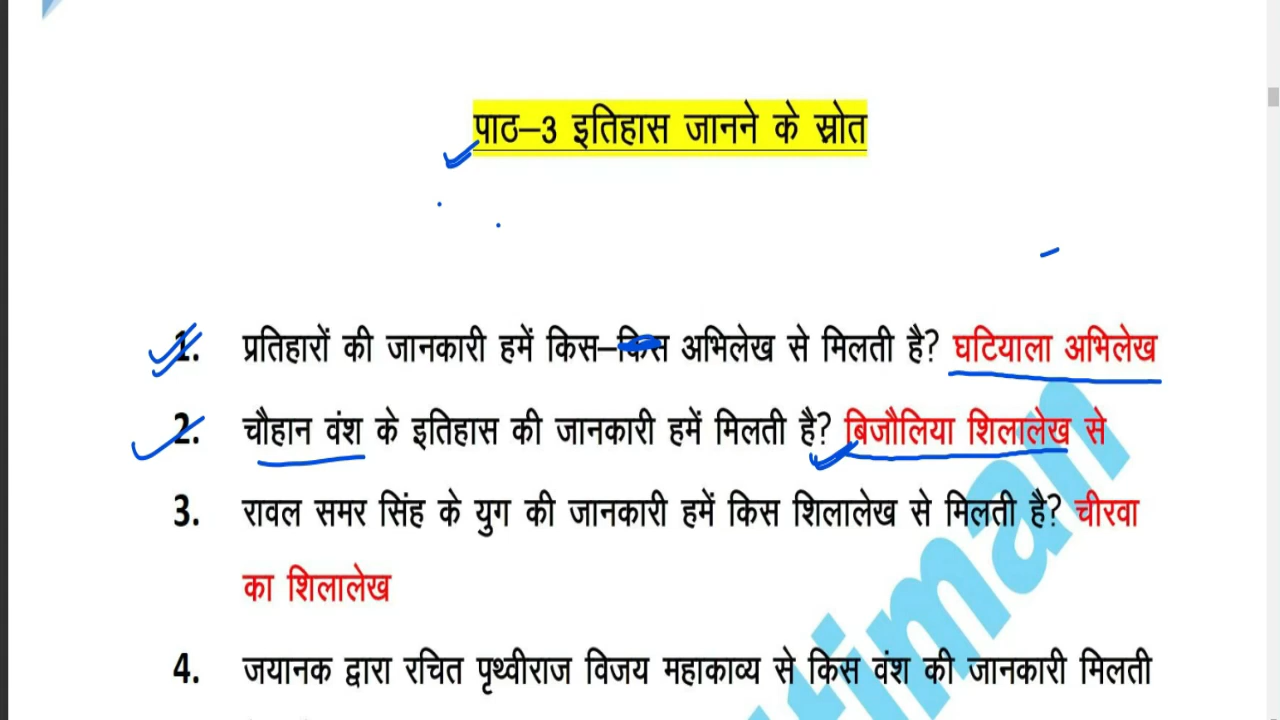 पाठ–3 इतिहास जानने के स्रोत
1. प्रतिहारों की जानकारी हमें किस–किस अभिलेख से मिलती है? घटियाला अभिलेख
2. चौहान वंश के इतिहास की जानकारी हमें मिलती है? बिजौलिया शिलालेख से
3. रावल समर सिंह के युग की जानकारी हमें किस शिलालेख से मिलती है? चीरवा
का शिलालेख
4. जयानक द्वारा रचित पृथ्वीराज विजय महाकाव्य से किस वंश की जानकारी मिलती